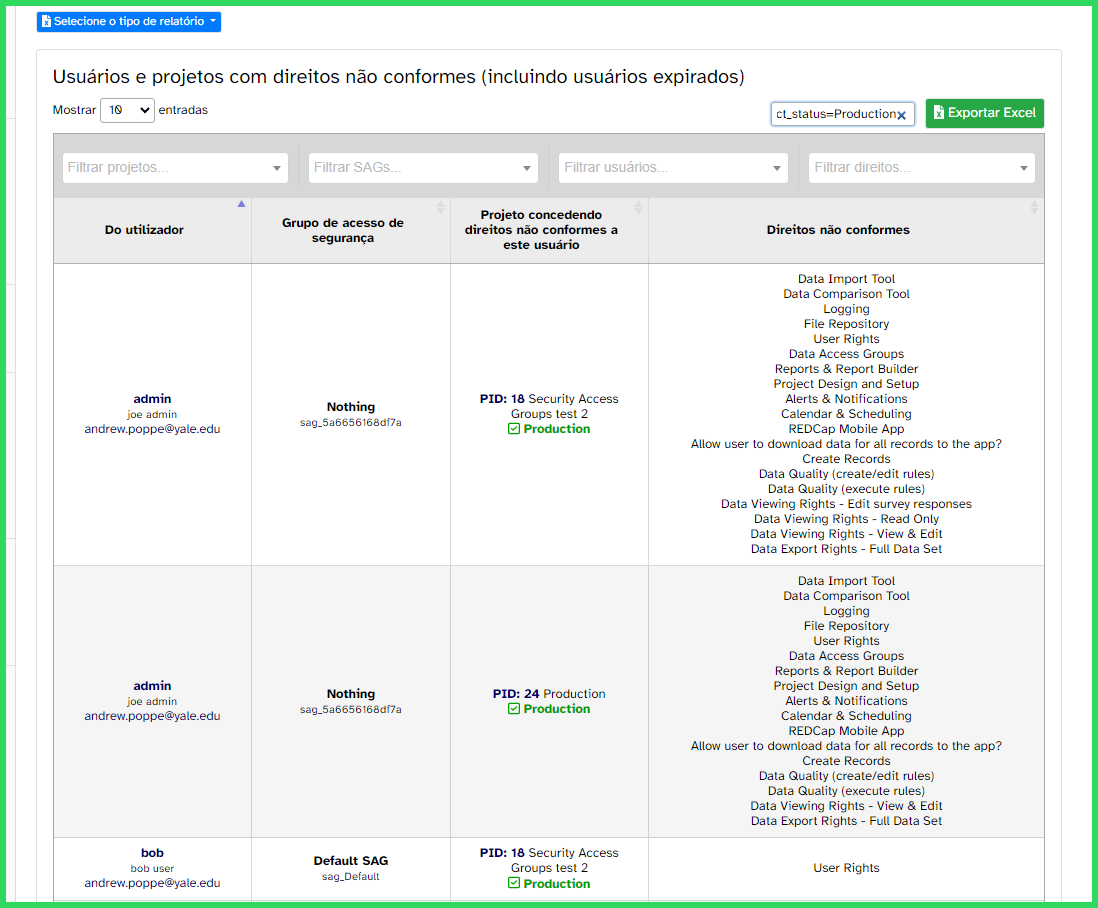 Selecione o tipo de relatório
Usuários e projetos com direitos não conformes (incluindo usuários expirados)
Mostrar 10 entradas
ct_status=Production
Exportar Excel
Filtrar projetos...
Filtrar SAGs...
Filtrar usuários...
Filtrar direitos...
Do utilizador
Grupo de acesso de
segurança
Projeto concedendo
direitos não conformes a
este usuário
Direitos não conformes
admin
joe admin
andrew.poppe@yale.edu
Nothing
sag_5a6656168df7a
PID: 18 Security Access
Groups test 2
Production
Data Import Tool
Data Comparison Tool
Logging
File Repository
User Rights
Data Access Groups
Reports & Report Builder
Project Design and Setup
Alerts & Notifications
Calendar & Scheduling
REDCap Mobile App
Allow user to download data for all records to the app?
Create Records
Data Quality (create/edit rules)
Data Quality (execute rules)
Data Viewing Rights - Edit survey responses
Data Viewing Rights - Read Only
Data Viewing Rights - View & Edit
Data Export Rights - Full Data Set
admin
joe admin
andrew.poppe@yale.edu
Nothing
sag_5a6656168df7a
PID: 24 Production
Production
Data Import Tool
Data Comparison Tool
Logging
File Repository
User Rights
Data Access Groups
Reports & Report Builder
Project Design and Setup
Alerts & Notifications
Calendar & Scheduling
REDCap Mobile App
Allow user to download data for all records to the app?
Create Records
Data Quality (create/edit rules)
Data Quality (execute rules)
Data Viewing Rights - View & Edit
Data Export Rights - Full Data Set
bob
bob user
andrew.poppe@yale.edu
Default SAG
sag_Default
PID: 18 Security Access
Groups test 2
Production
User Rights